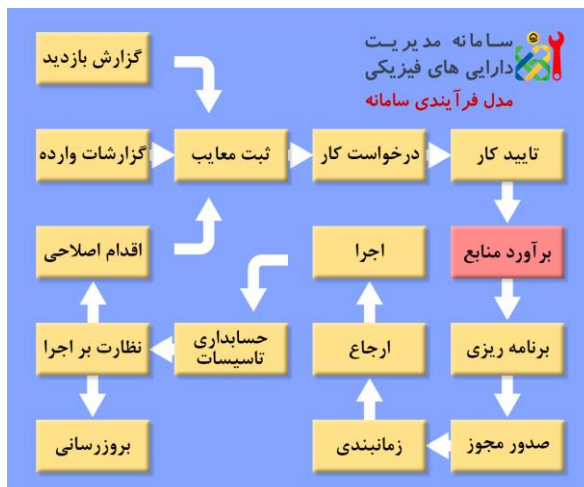 سامانه مدیریت
دارایی های فیزیکی
مدل فرآیندی سامانه
گزارش بازدید
تایید کار
درخواست کار
ثبت معایب
گزارشات وارده
برآورد منابع
اجرا
اقدام اصلاحی
برنامه ریزی
ارجاع
حسابداری
تاسیسات
نظارت بر اجرا
صدور مجوز
زمانبندی
بروزرسانی